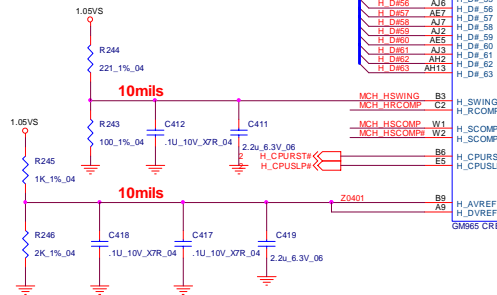 H_D#56 AJ6 H_D#_56
H_D#57 AE7 H_D#_57
H_D#58 AJ7 H_D#_58
H_D#59 AJ2 H_D#_59
H_D#60 AE5 H_D#_60
H_D#61 AJ3 H_D#_61
H_D#62 AH2 H_D#_62
H_D#63 AH13 H_D#_63
1.05VS
R244
221_1%_04
10mils
MCH_HSWING B3 H_SWING
MCH_HRCOMP C2 H_RCOMP
R243
100_1%_04
C412
.1U_10V_X7R_04
C411
2.2u_6.3V_06
MCH_HSCOMP W1 H_SCOMP
MCH_HSCOMP# W2 H_SCOMP
H_CPURST# B6 H_CPURS
H_CPUSLP# E5 H_CPUSL
1.05VS
R245
1K_1%_04
10mils
Z0401 B9 H_AVREF
A9 H_DVREF
GM965 CRE
R246
2K_1%_04
C418
.1U_10V_X7R_04
C417
.1U_10V_X7R_04
C419
2.2u_6.3V_06